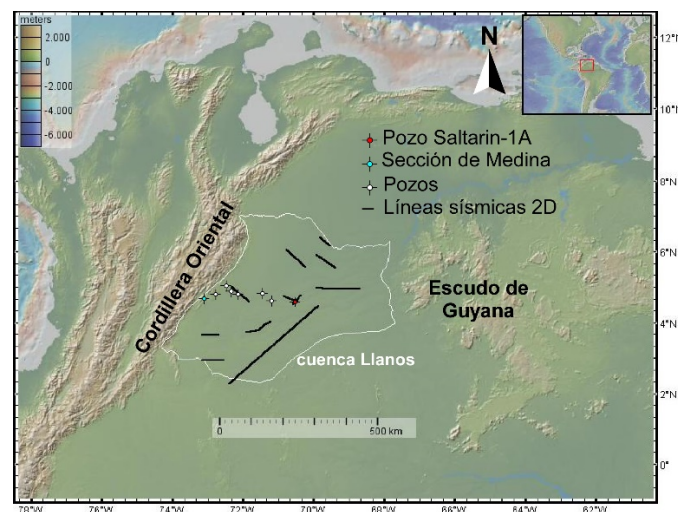 meters
2.000
0
-2.000
-4.000
-6.000
N
12°N
10°N
8°N
6°N
4°N
2°N
0°
Pozo Saltarin-1A
Sección de Medina
Pozos
Líneas sísmicas 2D
Cordillera Oriental
Escudo de
Guyana
cuenca Llanos
0
500 km
78°W
76°W
74°W
72°W
70°W
68°W
66°W
64°W
62°W